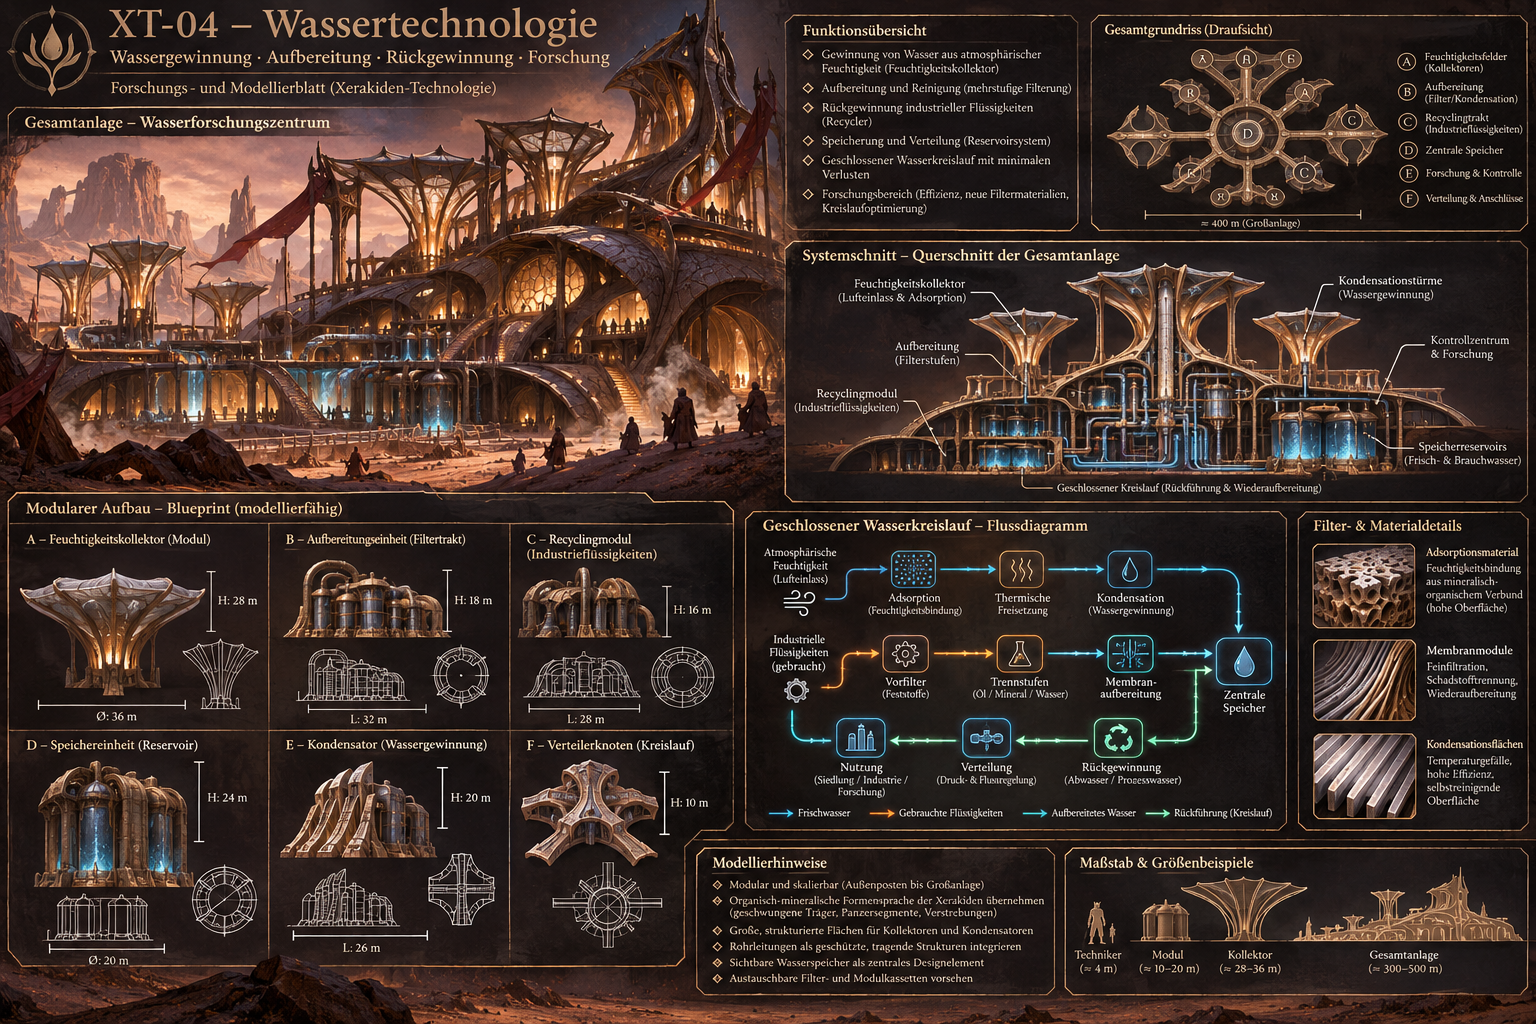 XT-04 – Wassertechnologie
Wassergewinnung · Aufbereitung · Rückgewinnung · Forschung
Forschungs- und Modellierblatt (Xerakiden-Technologie)
Gesamtanlage – Wasserforschungszentrum
Funktionsübersicht
Gewinnung von Wasser aus atmosphärischer
Feuchtigkeit (Feuchtigkeitskollektor)
Aufbereitung und Reinigung (mehrstufige Filterung)
Rückgewinnung industrieller Flüssigkeiten
(Recycler)
Speicherung und Verteilung (Reservoirsystem)
Geschlossener Wasserkreislauf mit minimalen
Verlusten
Forschungsbereich (Effizienz, neue Filtermaterialien,
Kreislaufoptimierung)
Gesamtgrundriss (Draufsicht)
A
C
D
C
≈ 400 m (Großanlage)
A Feuchtigkeitsfelder
(Kollektoren)
B Aufbereitung
(Filter/Kondensation)
C Recyclingtrakt
(Industrieflüssigkeiten)
D Zentrale Speicher
E Forschung & Kontrolle
F Verteilung & Anschlüsse
Systemschnitt – Querschnitt der Gesamtanlage
Feuchtigkeitskollektor
(Lufteinlass & Adsorption)
Aufbereitung
(Filterstufen)
Recyclingmodul
(Industrieflüssigkeiten)
Kondensationstürme
(Wassergewinnung)
Kontrollzentrum
& Forschung
Speicherreservoirs
(Frisch- & Brauchwasser)
Geschlossener Kreislauf (Rückführung & Wiederaufbereitung)
Modularer Aufbau – Blueprint (modellierfähig)
A – Feuchtigkeitskollektor (Modul)
H: 28 m
Ø: 36 m
B – Aufbereitungseinheit (Filtertrakt)
H: 18 m
L: 32 m
C – Recyclingmodul
(Industrieflüssigkeiten)
H: 16 m
L: 28 m
D – Speichereinheit (Reservoir)
H: 24 m
Ø: 20 m
E – Kondensator (Wassergewinnung)
H: 20 m
L: 26 m
F – Verteilerknoten (Kreislauf)
H: 10 m
Geschlossener Wasserkreislauf – Flussdiagramm
Atmosphärische
Feuchtigkeit
(Lufteinlass)
Adsorption
(Feuchtigkeitsbindung)
Thermische
Freisetzung
Kondensation
(Wassergewinnung)
Industrielle
Flüssigkeiten
(gebraucht)
Vorfilter
(Feststoffe)
Trennstufen
(Öl / Mineral / Wasser)
Membran-
aufbereitung
Zentrale
Speicher
Nutzung
(Siedlung / Industrie /
Forschung)
Verteilung
(Druck- & Flussregelung)
Rückgewinnung
(Abwasser / Prozesswasser)
Frischwasser
Gebrauchte Flüssigkeiten
Aufbereitetes Wasser
Rückführung (Kreislauf)
Filter- & Materialdetails
Adsorptionsmaterial
Feuchtigkeitsbindung
aus mineralisch-
organischem Verbund
(hohe Oberfläche)
Membranmodule
Feinfiltration,
Schadstofftrennung,
Wiederaufbereitung
Kondensationsflächen
Temperaturgefälle,
hohe Effizienz,
selbstreinigende
Oberfläche
Modellierhinweise
Modular und skalierbar (Außenposten bis Großanlage)
Organisch-mineralische Formensprache der Xerakiden übernehmen
(geschwungene Träger, Panzersegmente, Verstrebungen)
Große, strukturierte Flächen für Kollektoren und Kondensatoren
Rohrleitungen als geschützte, tragende Strukturen integrieren
Sichtbare Wasserspeicher als zentrales Designelement
Austauschbare Filter- und Modulkassetten vorsehen
Maßstab & Größenbeispiele
Techniker
(≈ 4 m)
Modul
(≈ 10–20 m)
Kollektor
(≈ 28–36 m)
Gesamtanlage
(≈ 300–500 m)